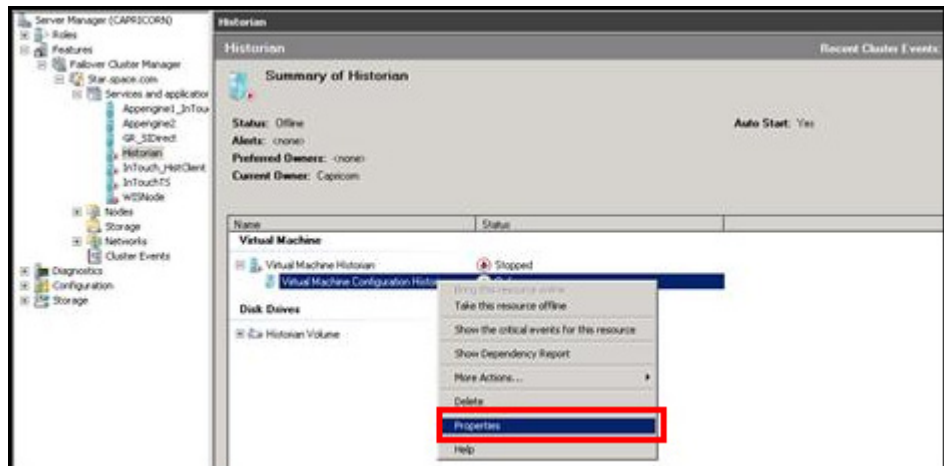 Server Manager (CAPRICORN)
Roles
Features
Failover Cluster Manager
Star.space.com
Services and application
Appengine1_InTou
Appengine2
GR_SIDirect
Historian
InTouch_HistClient
InTouchTS
WISNode
Nodes
Storage
Networks
Cluster Events
Diagnostics
Configuration
Storage
Historian
Historian
Recent Cluster Events:
Summary of Historian
Status: Offline
Auto Start: Yes
Alerts: <none>
Preferred Owners: <none>
Current Owner: Capricorn
Name
Status
Virtual Machine
Virtual Machine Historian
Stopped
Virtual Machine Configuration Histo
Disk Drives
Historian Volume
Bring this resource online
Take this resource offline
Show the critical events for this resource
Show Dependency Report
More Actions...
Delete
Properties
Help